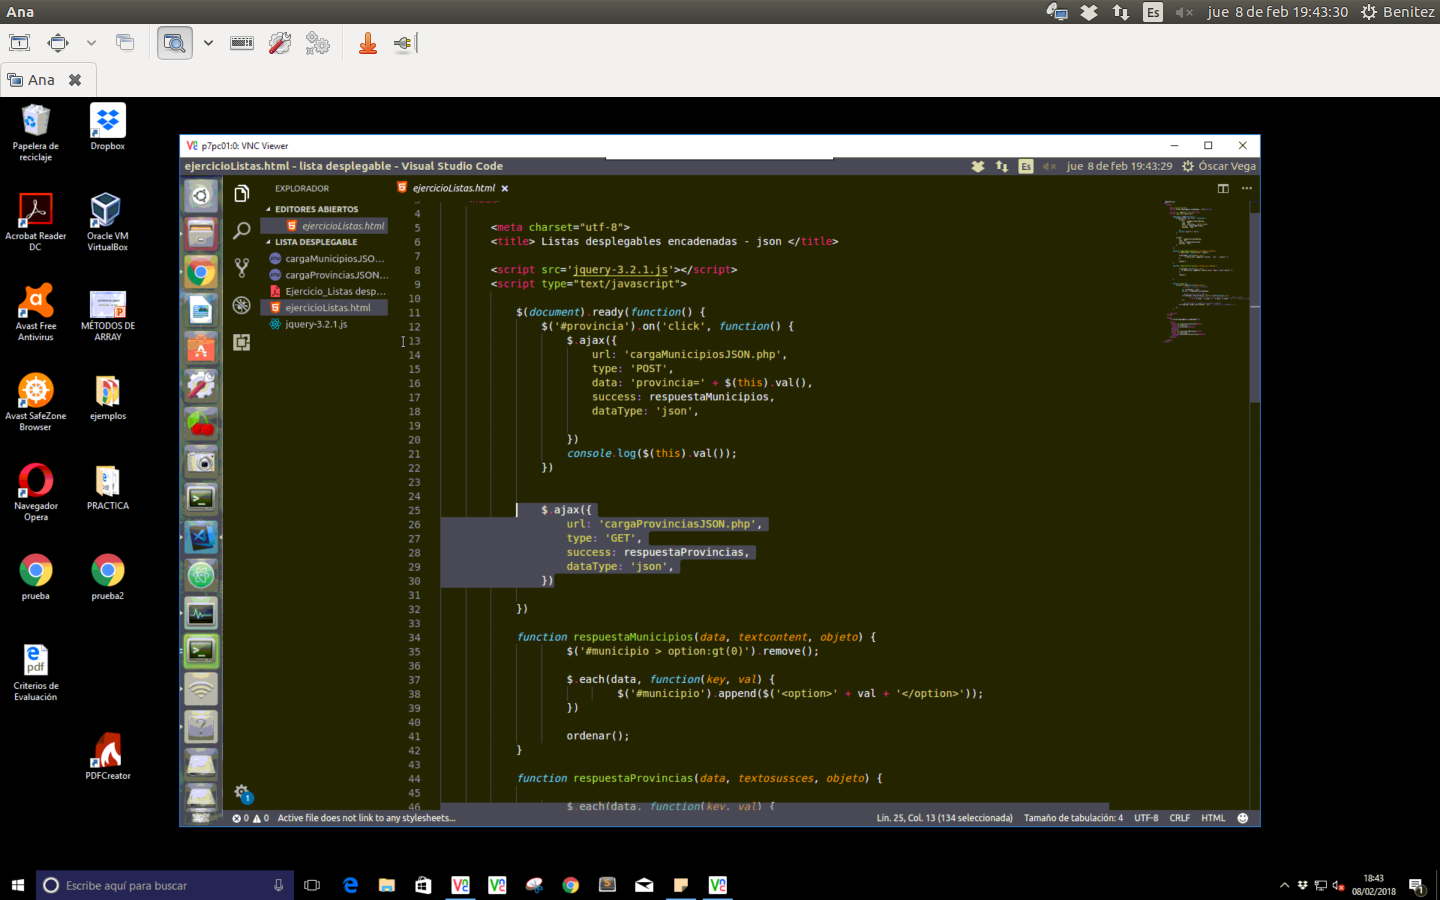 Ana
Es
jue 8 de feb 19:43:30
Benitez
Ana
Papelera de reciclaje
Dropbox
Acrobat Reader DC
Oracle VM VirtualBox
Avast Free Antivirus
MÉTODOS DE ARRAY
Avast SafeZone Browser
ejemplos
Navegador Opera
PRACTICA
prueba
prueba2
Criterios de Evaluación
PDFCreator
p7pc01:0: VNC Viewer
ejercicioListas.html - lista desplegable - Visual Studio Code
Es
jue 8 de feb 19:43:29
Óscar Vega
EXPLORADOR
EDITORES ABIERTOS
ejercicioListas.html
LISTA DESPLEGABLE
cargaMunicipiosJSO...
cargaProvinciasJSON...
Ejercicio_Listas desp...
ejercicioListas.html
jquery-3.2.1.js
ejercicioListas.html
4
5 <meta charset="utf-8">
6 <title> Listas desplegables encadenadas - json </title>
7
8 <script src='jquery-3.2.1.js'></script>
9 <script type="text/javascript">
10
11 $(document).ready(function() {
12 $('#provincia').on('click', function() {
13 $.ajax({
14 url: 'cargaMunicipiosJSON.php',
15 type: 'POST',
16 data: 'provincia=' + $(this).val(),
17 success: respuestaMunicipios,
18 dataType: 'json',
19
20 })
21 console.log($(this).val());
22 })
23
24
25 $.ajax({
26 url: 'cargaProvinciasJSON.php',
27 type: 'GET',
28 success: respuestaProvincias,
29 dataType: 'json',
30 })
31
32 })
33
34 function respuestaMunicipios(data, textcontent, objeto) {
35 $('#municipio > option:gt(0)').remove();
36
37 $.each(data, function(key, val) {
38 $('#municipio').append($('<option>' + val + '</option>'));
39 })
40
41 ordenar();
42 }
43
44 function respuestaProvincias(data, textosussces, objeto) {
45
46 $.each(data, function(key, val) {
1
0 0 Active file does not link to any stylesheets...
Lín. 25, Col. 13 (134 seleccionada)
Tamaño de tabulación: 4
UTF-8
CRLF
HTML
Escribe aquí para buscar
18:43
08/02/2018
1